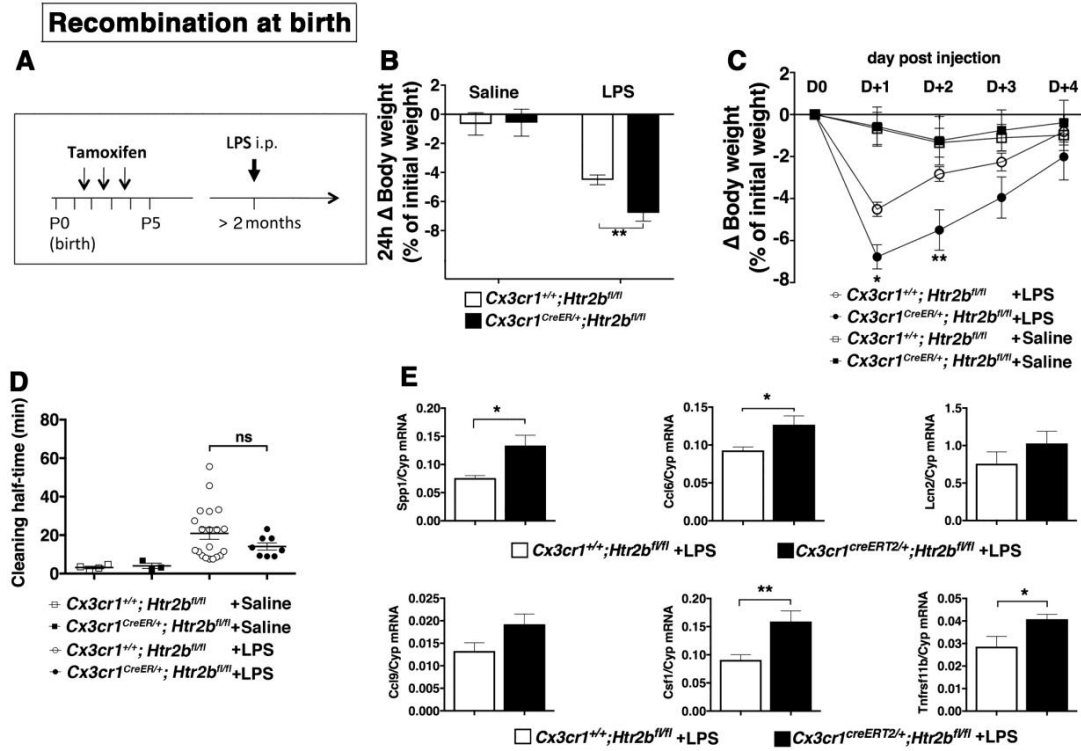 Recombination at birth
A
Tamoxifen
LPS i.p.
P0
(birth)
P5
> 2 months
B
Saline
LPS
24h Δ Body weight
(% of initial weight)
0
-2
-4
-6
-8
**
Cx3cr1+/+;Htr2bfl/fl
Cx3cr1CreER/+;Htr2bfl/fl
C
day post injection
D0 D+1 D+2 D+3 D+4
Δ Body weight
(% of initial weight)
2
0
-2
-4
-6
-8
*
**
Cx3cr1+/+; Htr2bfl/fl +LPS
Cx3cr1CreER/+; Htr2bfl/fl +LPS
Cx3cr1+/+; Htr2bfl/fl +Saline
Cx3cr1CreER/+; Htr2bfl/fl +Saline
D
Cleaning half-time (min)
80
60
40
20
0
ns
Cx3cr1+/+; Htr2bfl/fl +Saline
Cx3cr1CreER/+; Htr2bfl/fl +Saline
Cx3cr1+/+; Htr2bfl/fl +LPS
Cx3cr1CreER/+; Htr2bfl/fl +LPS
E
Spp1/Cyp mRNA
0.20
0.15
0.10
0.05
0.00
*
Ccl6/Cyp mRNA
0.20
0.15
0.10
0.05
0.00
*
Lcn2/Cyp mRNA
2.0
1.5
1.0
0.5
0.0
Cx3cr1+/+;Htr2bfl/fl +LPS
Cx3cr1creERT2/+;Htr2bfl/fl +LPS
Ccl9/Cyp mRNA
0.025
0.020
0.015
0.010
0.005
0.000
Csf1/Cyp mRNA
0.20
0.15
0.10
0.05
0.00
**
Tnfrsf11b/Cyp mRNA
0.05
0.04
0.03
0.02
0.01
0.00
*
Cx3cr1+/+;Htr2bfl/fl +LPS
Cx3cr1creERT2/+;Htr2bfl/fl +LPS